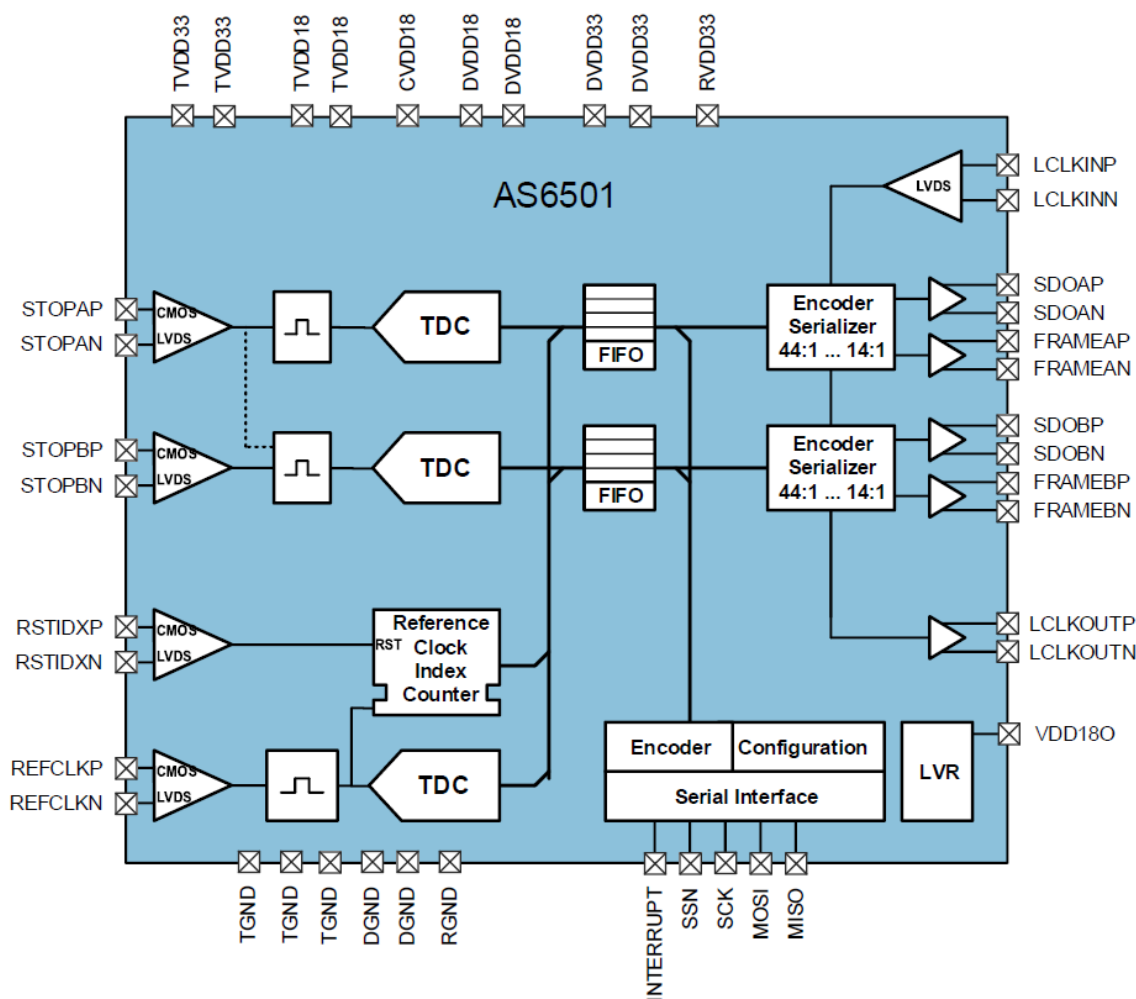 TVDD33
TVDD33
TVDD18
TVDD18
CVDD18
DVDD18
DVDD18
DVDD33
DVDD33
RVDD33
AS6501
LVDS
LCLKINP
LCLKINN
STOPAP
STOPAN
CMOS
LVDS
TDC
FIFO
Encoder
Serializer
44:1 ... 14:1
SDOAP
SDOAN
FRAMEAP
FRAMEAN
STOPBP
STOPBN
CMOS
LVDS
TDC
FIFO
Encoder
Serializer
44:1 ... 14:1
SDOBP
SDOBN
FRAMEBP
FRAMEBN
RSTIDXP
RSTIDXN
CMOS
LVDS
RST
Reference
Clock
Index
Counter
LCLKOUTP
LCLKOUTN
REFCLKP
REFCLKN
CMOS
LVDS
TDC
Encoder
Configuration
Serial Interface
LVR
VDD18O
TGND
TGND
TGND
DGND
DGND
RGND
INTERRUPT
SSN
SCK
MOSI
MISO